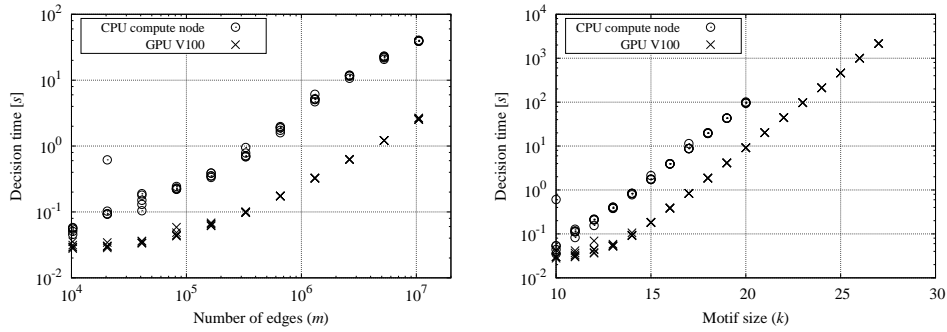 10^2
10^1
10^0
10^-1
10^-2
Decision time [s]
CPU compute node
GPU V100
10^4
10^5
10^6
10^7
Number of edges (m)
10^4
10^3
10^2
10^1
10^0
10^-1
10^-2
Decision time [s]
CPU compute node
GPU V100
10
15
20
25
30
Motif size (k)